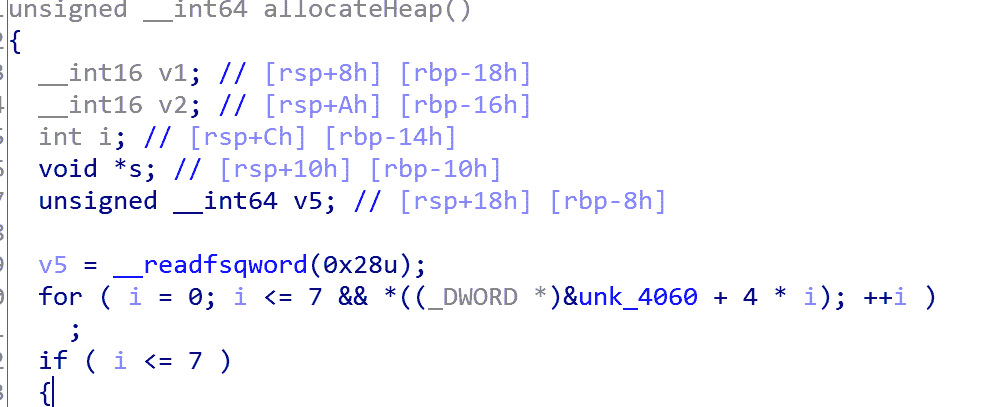 unsigned __int64 allocateHeap()
{
__int16 v1; // [rsp+8h] [rbp-18h]
__int16 v2; // [rsp+Ah] [rbp-16h]
int i; // [rsp+Ch] [rbp-14h]
void *s; // [rsp+10h] [rbp-10h]
unsigned __int64 v5; // [rsp+18h] [rbp-8h]
v5 = __readfsqword(0x28u);
for ( i = 0; i <= 7 && *((_DWORD *)&unk_4060 + 4 * i); ++i )
;
if ( i <= 7 )
{